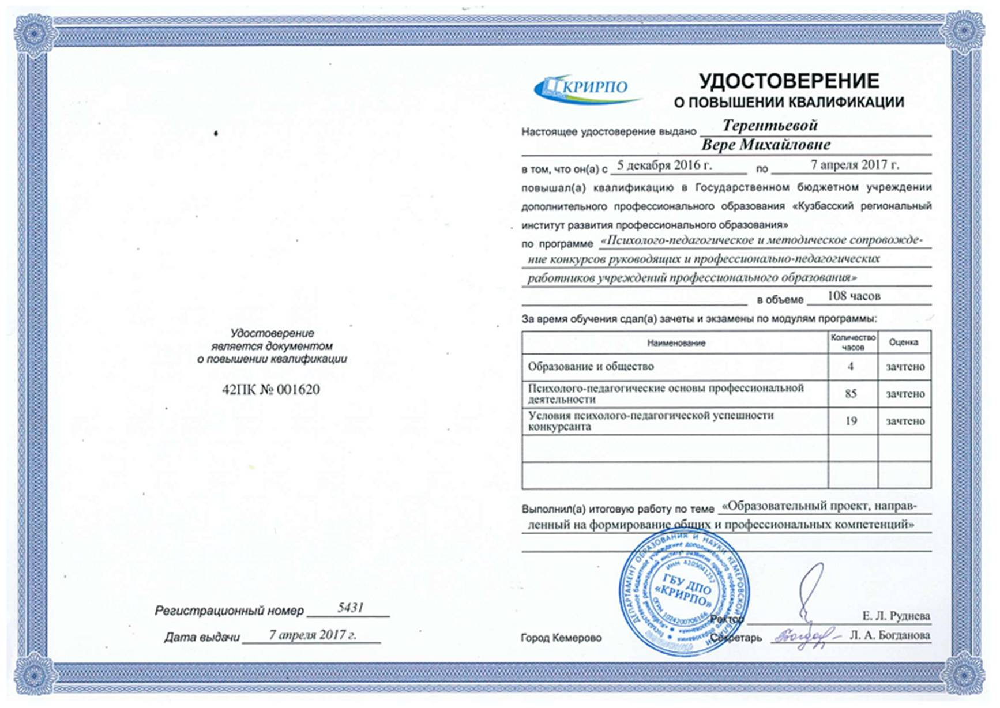 Удостоверение
является документом
о повышении квалификации
42ПК № 001620
Регистрационный номер 5431
Дата выдачи 7 апреля 2017 г.
КРИРПО
УДОСТОВЕРЕНИЕ
О ПОВЫШЕНИИ КВАЛИФИКАЦИИ
Настоящее удостоверение выдано Терентьевой
Вере Михайловне
в том, что он(а) с 5 декабря 2016 г. по 7 апреля 2017 г.
повышал(а) квалификацию в Государственном бюджетном учреждении
дополнительного профессионального образования «Кузбасский региональный
институт развития профессионального образования»
по программе «Психолого-педагогическое и методическое сопровожде-
ние конкурсов руководящих и профессионально-педагогических
работников учреждений профессионального образования»
в объеме 108 часов
За время обучения сдал(а) зачеты и экзамены по модулям программы:
Наименование Количество часов Оценка
Образование и общество 4 зачтено
Психолого-педагогические основы профессиональной
деятельности 85 зачтено
Условия психолого-педагогической успешности
конкурсанта 19 зачтено
Выполнил(а) итоговую работу по теме «Образовательный проект, направ-
ленный на формирование общих и профессиональных компетенций»
ДЕПАРТАМЕНТ ОБРАЗОВАНИЯ И НАУКИ КЕМЕРОВСКОЙ
ИНН 4205041252
ГБУ ДПО
«КРИРПО»
Ректор Е. Л. Руднева
Город Кемерово Секретарь Л. А. Богданова